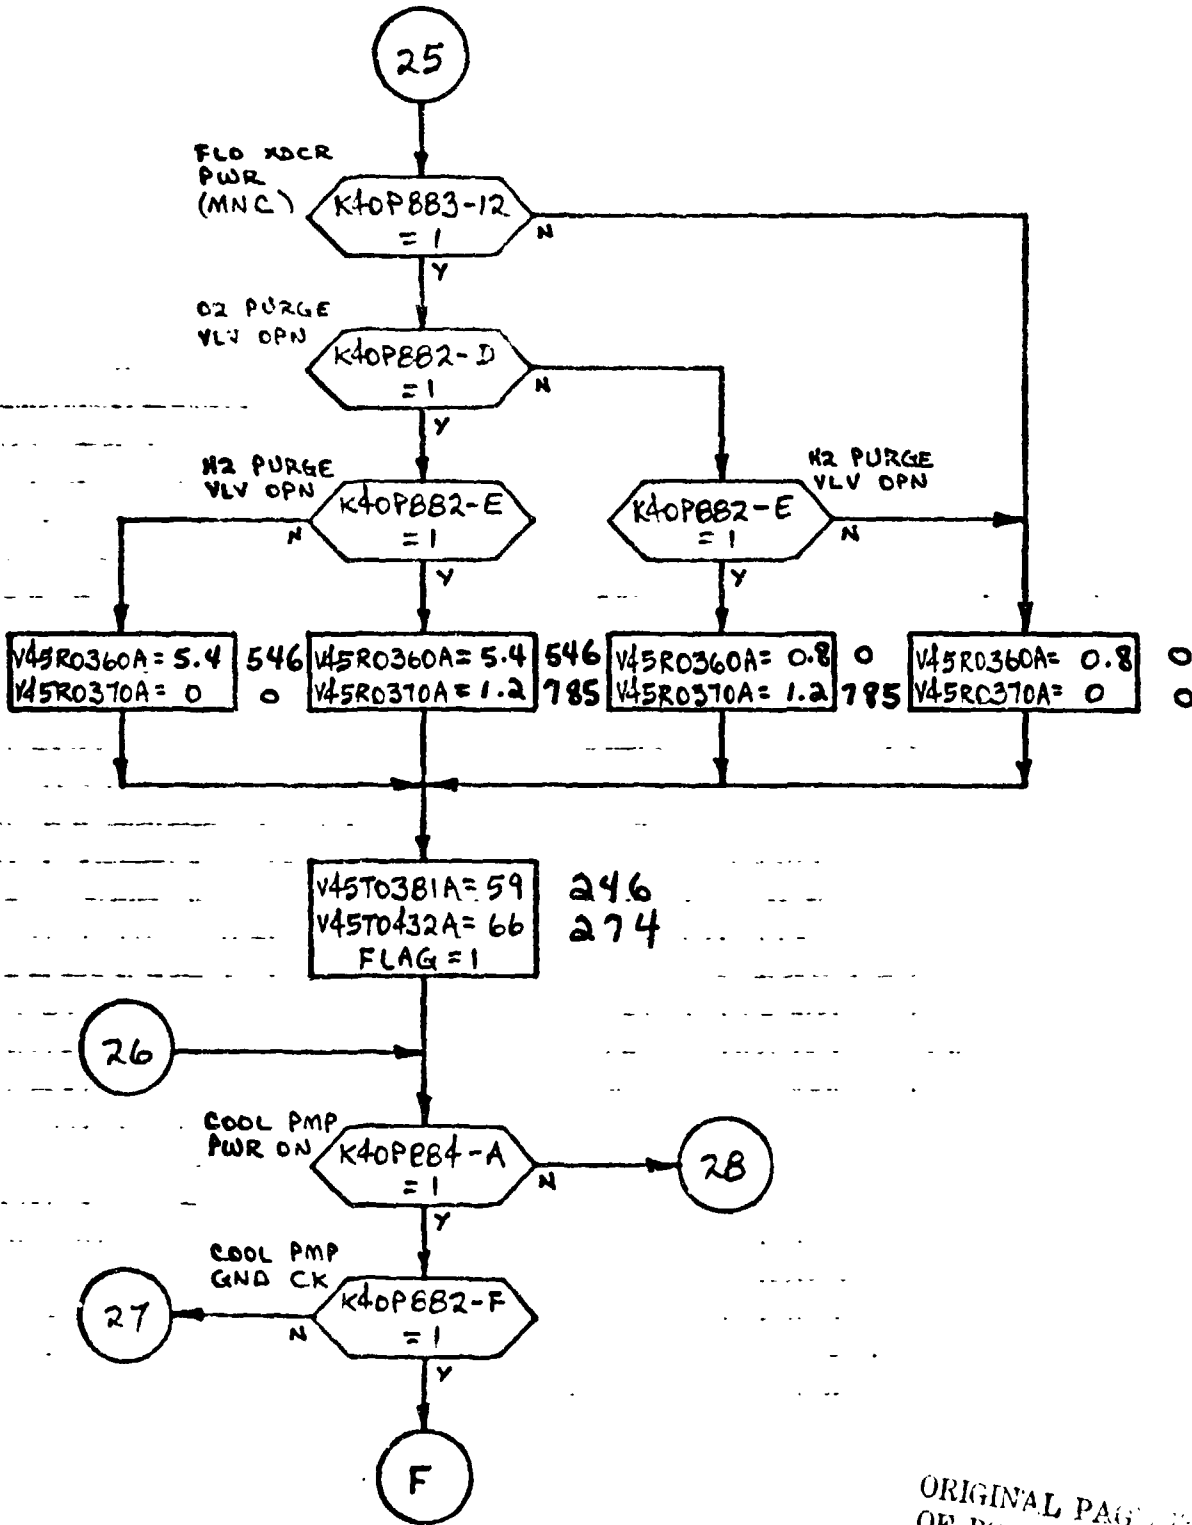 25
FLO XDCR
PWR
(MNC)
K40P883-12
= 1
N
Y
O2 PURGE
VLV OPN
K40P882-D
= 1
N
Y
H2 PURGE
VLV OPN
K40P882-E
= 1
N
Y
H2 PURGE
VLV OPN
K40P882-E
= 1
N
Y
V45R0360A = 5.4 546
V45R0370A = 0 0
V45R0360A = 5.4 546
V45R0370A = 1.2 785
V45R0360A = 0.8 0
V45R0370A = 1.2 785
V45R0360A = 0.8 0
V45R0370A = 0 0
V45T0381A = 59 246
V45T0432A = 66 274
FLAG = 1
26
COOL PMP
PWR ON
K40P884-A
= 1
N
Y
28
COOL PMP
GND CK
K40P882-F
= 1
N
Y
27
F
ORIGINAL
OF